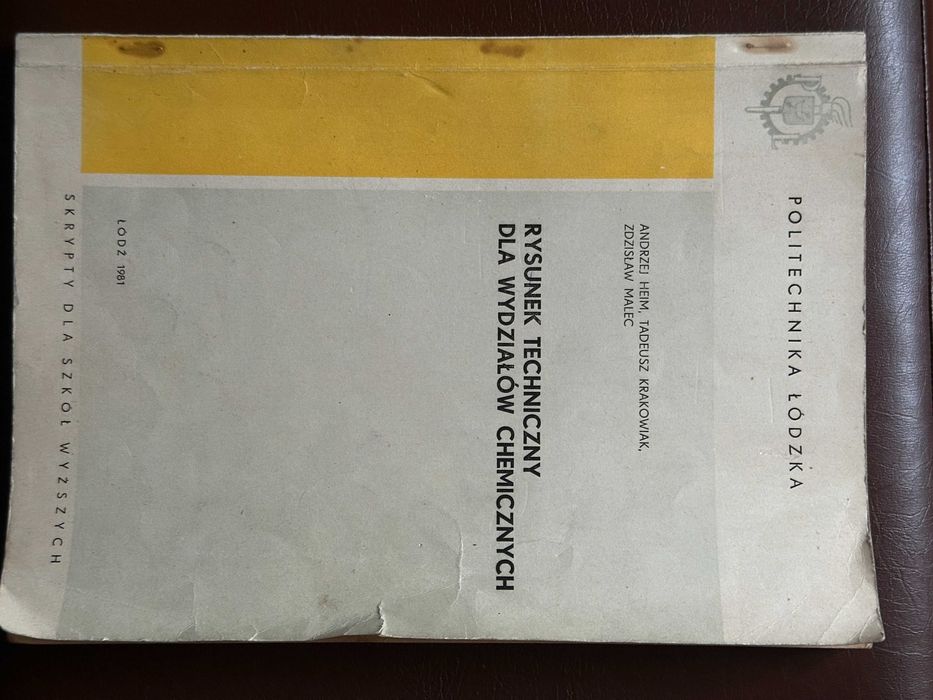 POLITECHNIKA ŁÓDZKA
ANDRZEJ HEIM, TADEUSZ KRAKOWIAK,
ZDZISŁAW MALEC
RYSUNEK TECHNICZNY
DLA WYDZIAŁÓW CHEMICZNYCH
ŁÓDŹ 1981
SKRYPTY DLA SZKÓŁ WYŻSZYCH